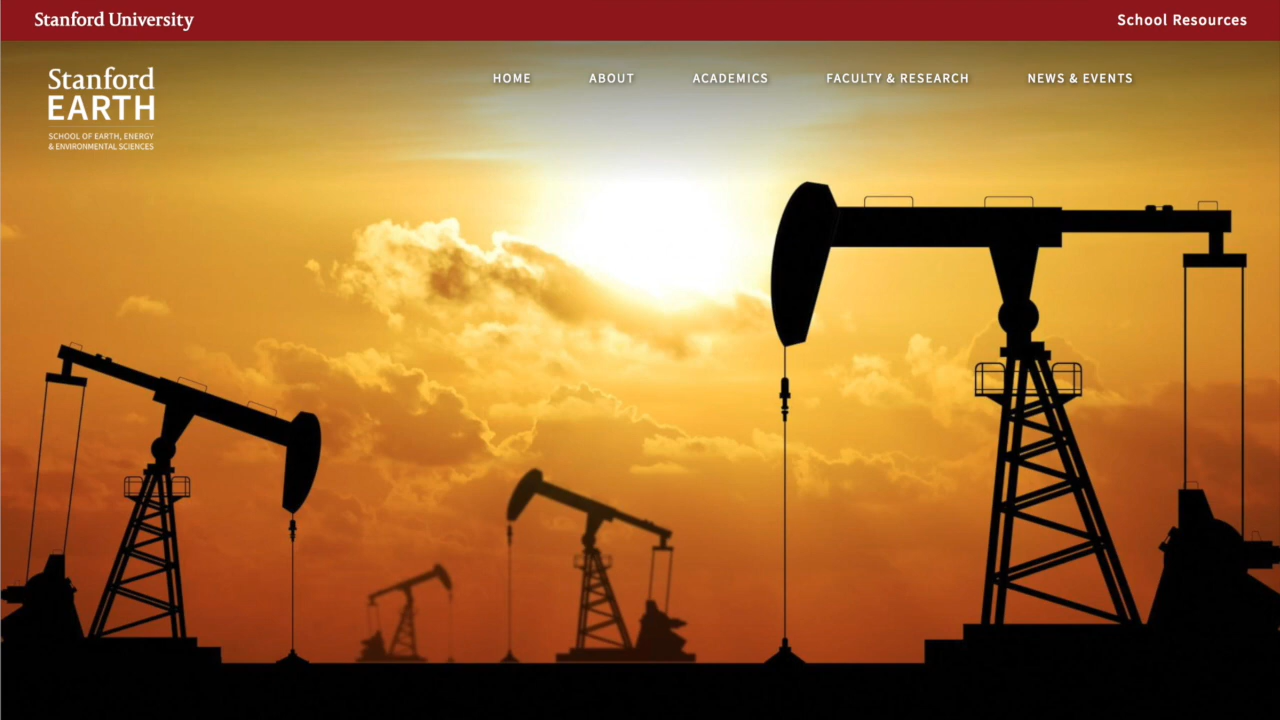 Stanford University
School Resources
Stanford
EARTH
SCHOOL OF EARTH, ENERGY
& ENVIRONMENTAL SCIENCES
HOME
ABOUT
ACADEMICS
FACULTY & RESEARCH
NEWS & EVENTS